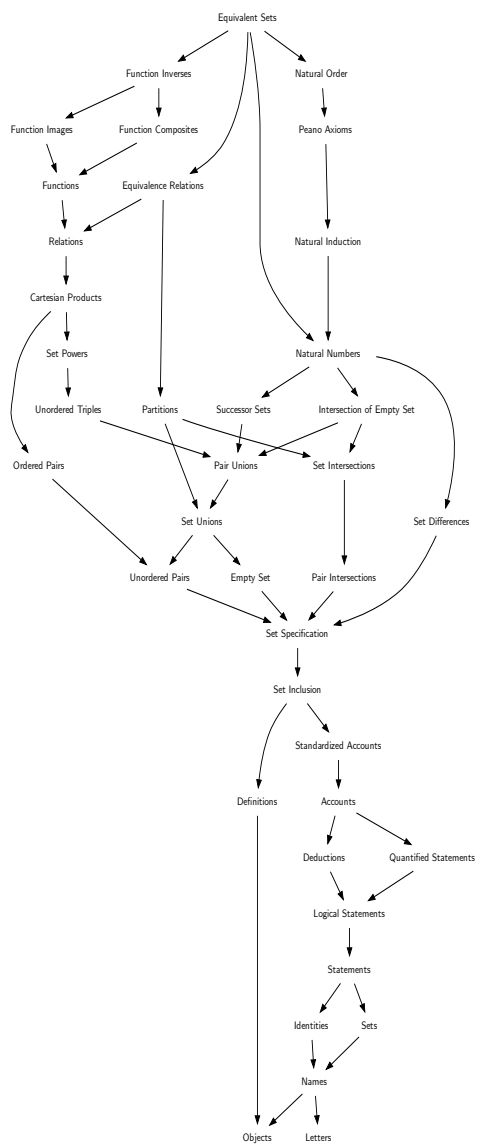 Equivalent Sets
Function Inverses
Natural Order
Function Images
Function Composites
Peano Axioms
Functions
Equivalence Relations
Relations
Natural Induction
Cartesian Products
Set Powers
Natural Numbers
Unordered Triples
Partitions
Successor Sets
Intersection of Empty Set
Ordered Pairs
Pair Unions
Set Intersections
Set Unions
Set Differences
Unordered Pairs
Empty Set
Pair Intersections
Set Specification
Set Inclusion
Standardized Accounts
Definitions
Accounts
Deductions
Quantified Statements
Logical Statements
Statements
Identities
Sets
Names
Objects
Letters